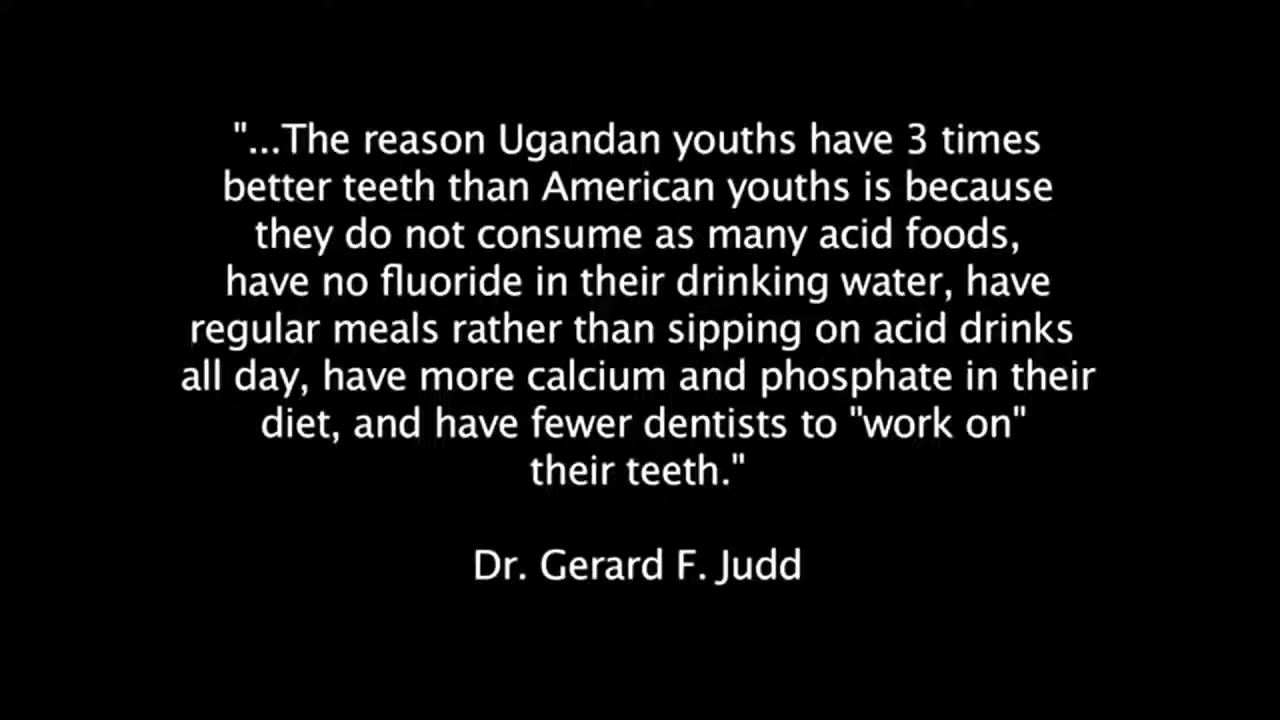 "...The reason Ugandan youths have 3 times
better teeth than American youths is because
they do not consume as many acid foods,
have no fluoride in their drinking water, have
regular meals rather than sipping on acid drinks
all day, have more calcium and phosphate in their
diet, and have fewer dentists to "work on"
their teeth."
Dr. Gerard F. Judd